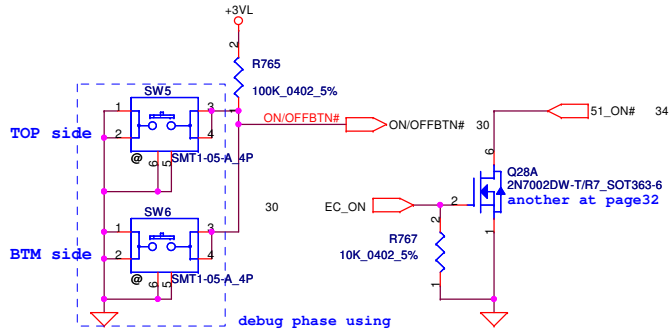 +3VL
2
R765
100K_0402_5%
1
SW5
1
3
2
4
TOP side
@
6
5
SMT1-05-A_4P
ON/OFFBTN#
ON/OFFBTN#
30
51_ON#
34
6
Q28A
2N7002DW-T/R7_SOT363-6
another at page32
EC_ON
2
1
30
SW6
1
3
2
4
BTM side
@
6
5
SMT1-05-A_4P
2
R767
10K_0402_5%
1
debug phase using